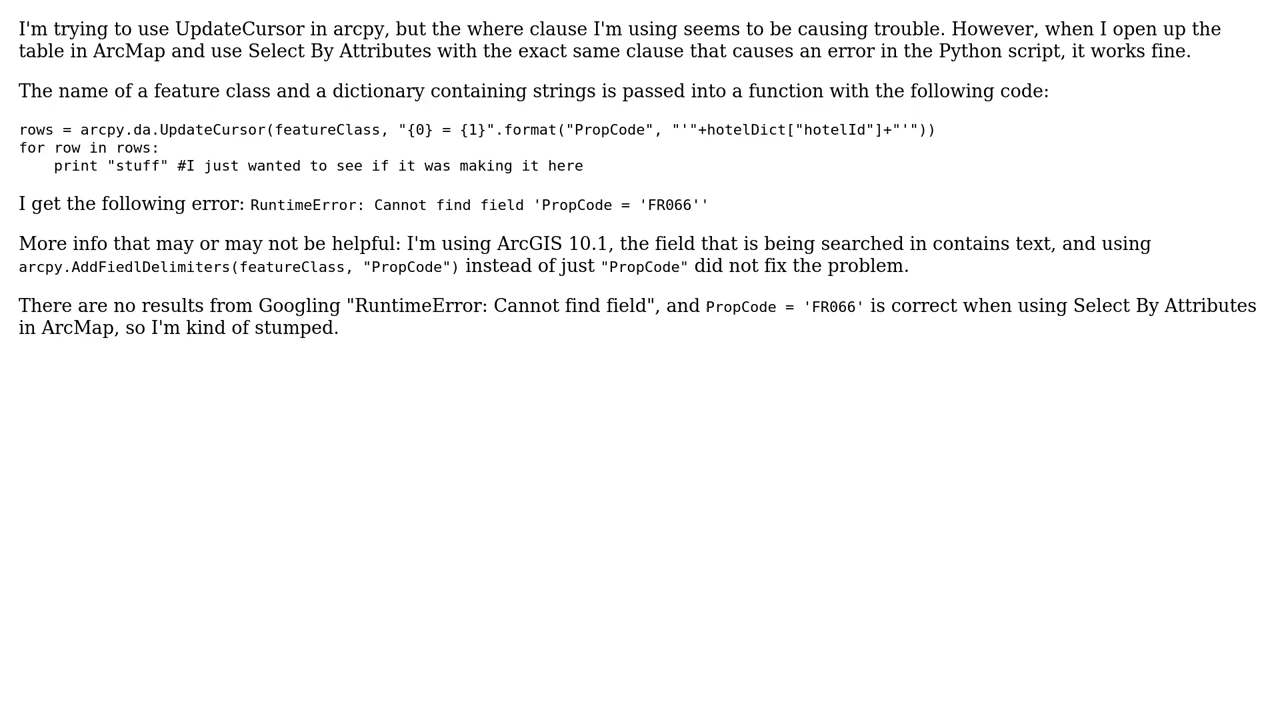 I'm trying to use UpdateCursor in arcpy, but the where clause I'm using seems to be causing trouble. However, when I open up the
table in ArcMap and use Select By Attributes with the exact same clause that causes an error in the Python script, it works fine.
The name of a feature class and a dictionary containing strings is passed into a function with the following code:
rows = arcpy.da.UpdateCursor(featureClass, "{0} = {1}".format("PropCode", "'"+hotelDict["hotelId"]+"'"))
for row in rows:
    print "stuff" #I just wanted to see if it was making it here
I get the following error: RuntimeError: Cannot find field 'PropCode = 'FR066''
More info that may or may not be helpful: I'm using ArcGIS 10.1, the field that is being searched in contains text, and using
arcpy.AddFiedlDelimiters(featureClass, "PropCode") instead of just "PropCode" did not fix the problem.
There are no results from Googling "RuntimeError: Cannot find field", and PropCode = 'FR066' is correct when using Select By Attributes
in ArcMap, so I'm kind of stumped.